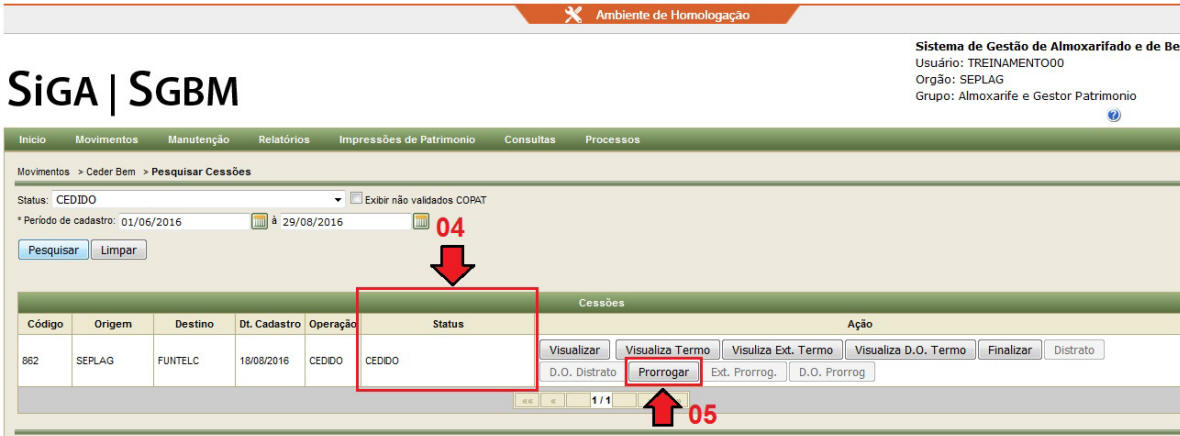 Ambiente de Homologação
Sistema de Gestão de Almoxarifado e de Be
Usuário: TREINAMENTO00
Orgão: SEPLAG
Grupo: Almoxarife e Gestor Patrimonio
SiGA | SGBM
Inicio Movimentos Manutenção Relatórios Impressões de Patrimonio Consultas Processos
Movimentos > Ceder Bem > Pesquisar Cessões
Status: CEDIDO Exibir não validados COPAT
* Período de cadastro: 01/06/2016 à 29/08/2016
04
Pesquisar Limpar
Cessões
Código Origem Destino Dt. Cadastro Operação Status Ação
862 SEPLAG FUNTELC 18/08/2016 CEDIDO CEDIDO Visualizar Visualiza Termo Visuliza Ext. Termo Visualiza D.O. Termo Finalizar Distrato
D.O. Distrato Prorrogar Ext. Prorrog. D.O. Prorrog
«« « 1 / 1
05